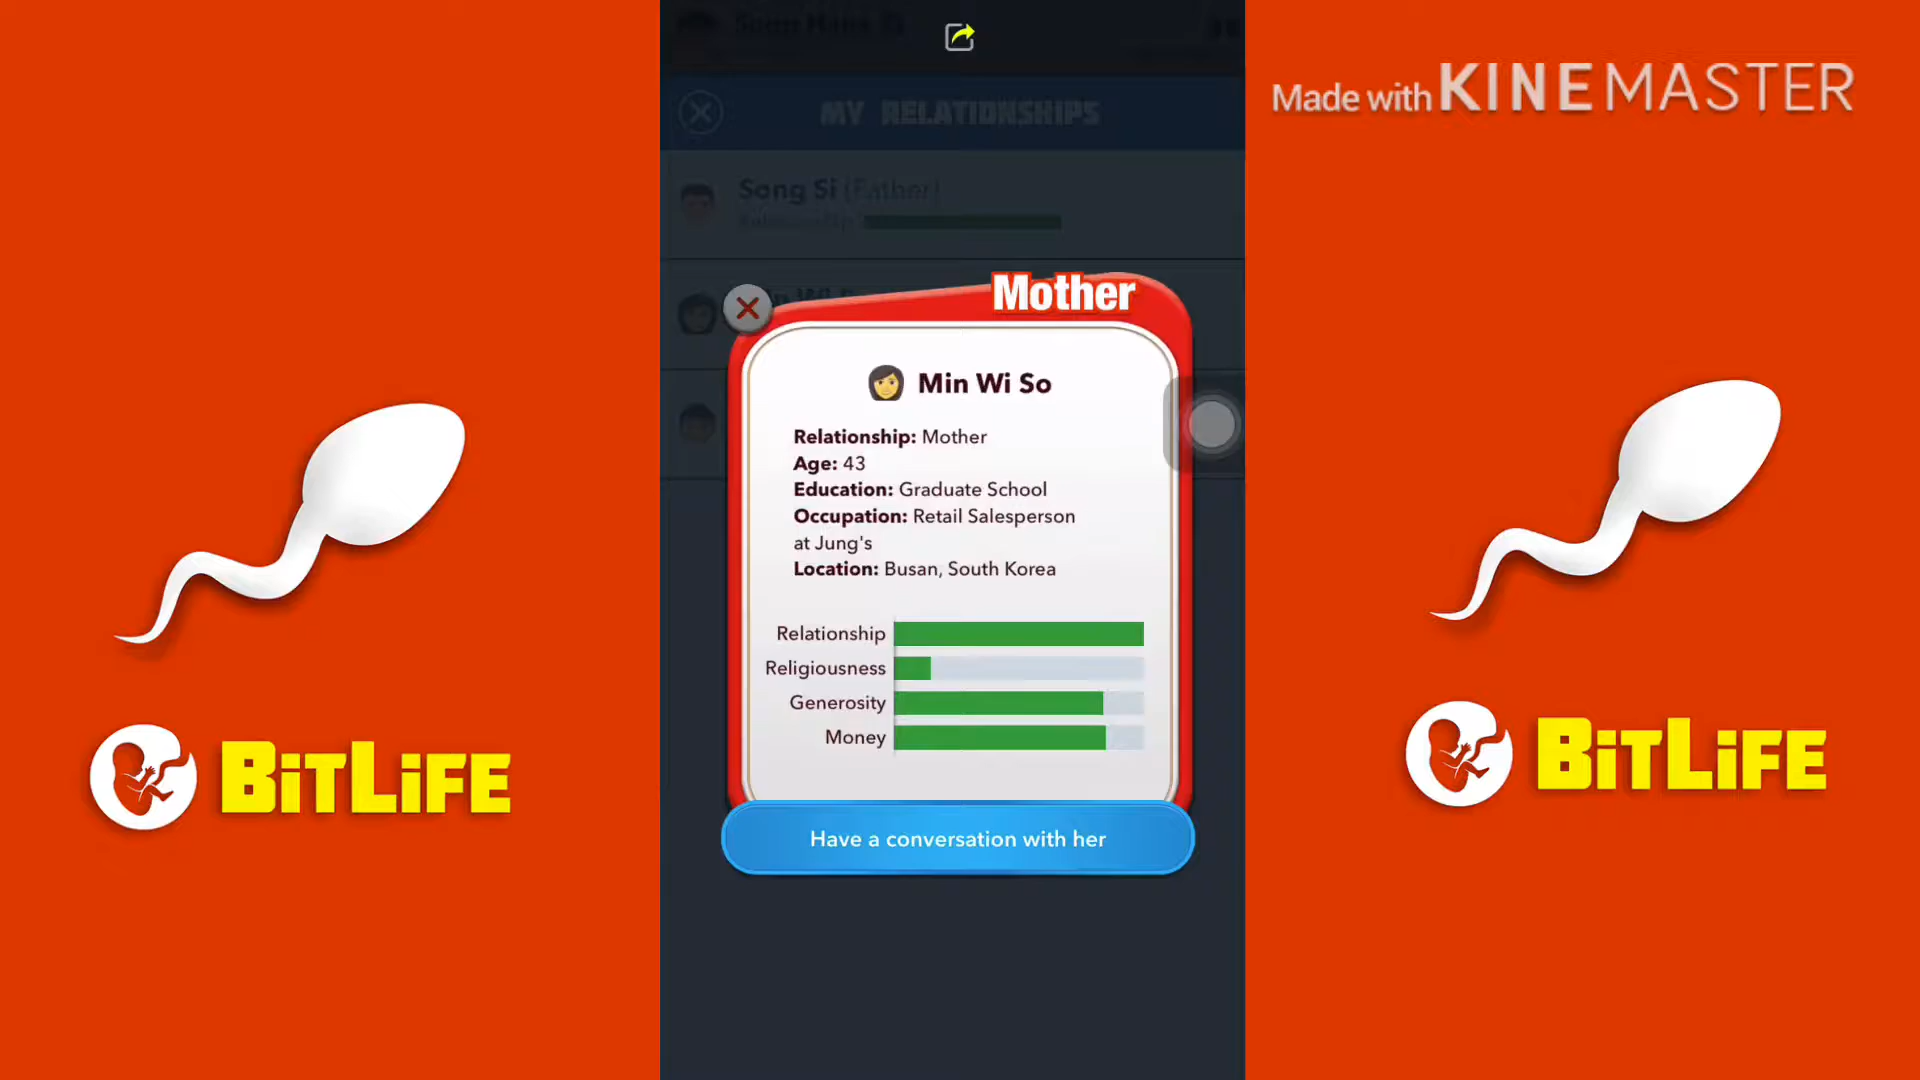 Made with KINEMASTER
MY RELATIONSHIPS
Song Si (Father)
Mother
Min Wi So
Relationship: Mother
Age: 43
Education: Graduate School
Occupation: Retail Salesperson
at Jung's
Location: Busan, South Korea
Relationship
Religiousness
Generosity
Money
Have a conversation with her
BiTLiFE
BiTLiFE